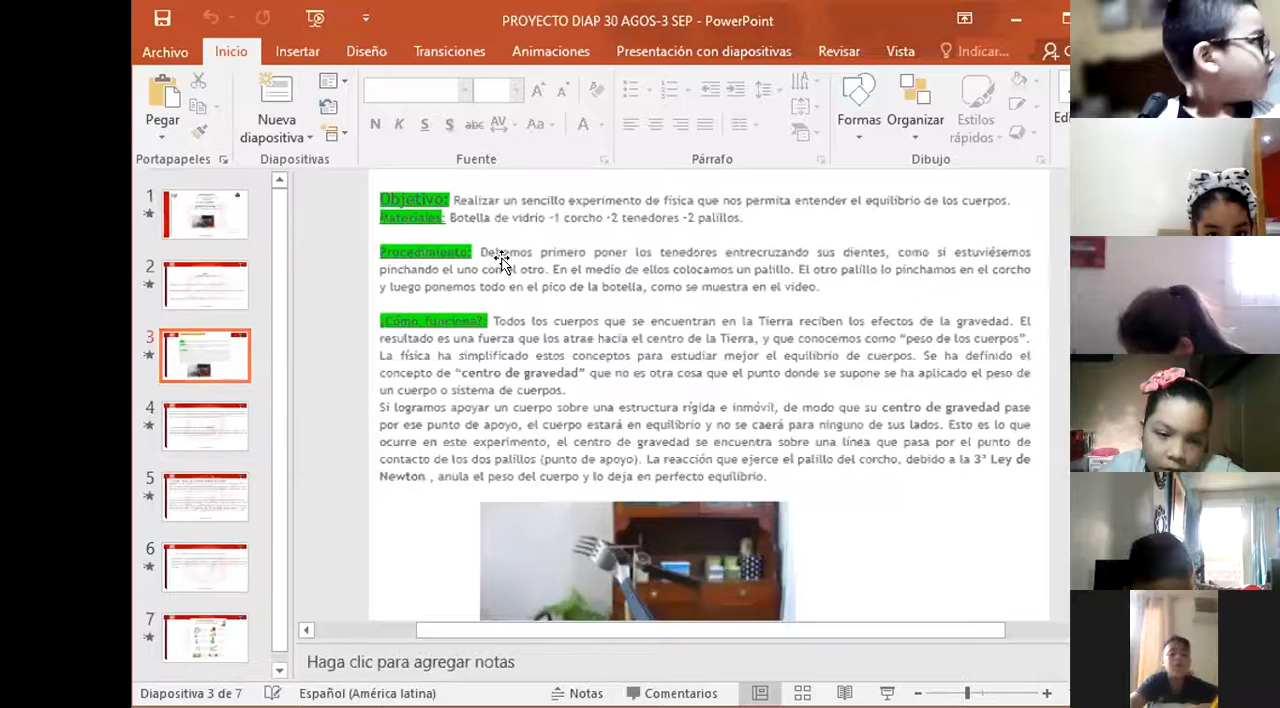 PROYECTO DIAP 30 AGOS-3 SEP - PowerPoint
Archivo Inicio Insertar Diseño Transiciones Animaciones Presentación con diapositivas Revisar Vista Indicar...
Pegar
Nueva diapositiva
Formas Organizar Estilos rápidos
N K S S abc AV Aa A
Portapapeles Diapositivas Fuente Párrafo Dibujo
Objetivo: Realizar un sencillo experimento de física que nos permita entender el equilibrio de los cuerpos.
Materiales: Botella de vidrio -1 corcho -2 tenedores -2 palillos.
Procedimiento: Debemos primero poner los tenedores entrecruzando sus dientes, como si estuviésemos
pinchando el uno con el otro. En el medio de ellos colocamos un palillo. El otro palillo lo pinchamos en el corcho
y luego ponemos todo en el pico de la botella, como se muestra en el video.
¿Cómo funciona? Todos los cuerpos que se encuentran en la Tierra reciben los efectos de la gravedad. El
resultado es una fuerza que los atrae hacia el centro de la Tierra, y que conocemos como “peso de los cuerpos”.
La física ha simplificado estos conceptos para estudiar mejor el equilibrio de cuerpos. Se ha definido el
concepto de “centro de gravedad” que no es otra cosa que el punto donde se supone se ha aplicado el peso de
un cuerpo o sistema de cuerpos.
Si logramos apoyar un cuerpo sobre una estructura rígida e inmóvil, de modo que su centro de gravedad pase
por ese punto de apoyo, el cuerpo estará en equilibrio y no se caerá para ninguno de sus lados. Esto es lo que
ocurre en este experimento, el centro de gravedad se encuentra sobre una línea que pasa por el punto de
contacto de los dos palillos (punto de apoyo). La reacción que ejerce el palillo del corcho, debido a la 3ª Ley de
Newton , anula el peso del cuerpo y lo deja en perfecto equilibrio.
1
2
3
4
5
6
7
Haga clic para agregar notas
Diapositiva 3 de 7 Español (América latina) Notas Comentarios